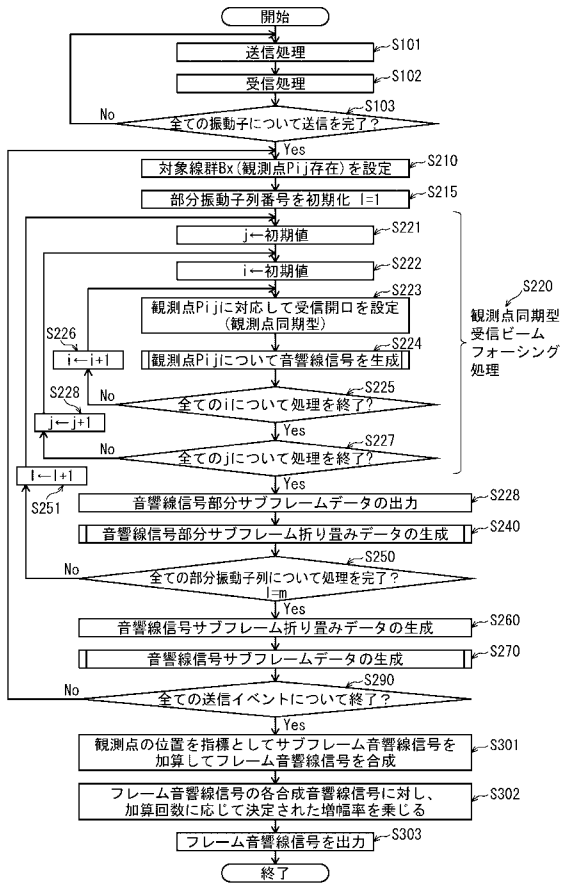 開始
送信処理
S101
受信処理
S102
S103
全ての振動子について送信を完了?
No
Yes
対象線群Bx(観測点Pij存在)を設定
S210
部分振動子列番号を初期化 l=1
S215
j←初期値
S221
i←初期値
S222
S223
観測点Pijに対応して受信開口を設定
(観測点同期型)
S224
観測点Pijについて音響線信号を生成
S220
観測点同期型
受信ビーム
フォーシング
処理
S226
i←i+1
S225
全てのiについて処理を終了?
No
Yes
S228
j←j+1
S227
全てのjについて処理を終了?
No
Yes
l←l+1
S251
音響線信号部分サブフレームデータの出力
S228
音響線信号部分サブフレーム折り畳みデータの生成
S240
S250
全ての部分振動子列について処理を完了?
l=m
No
Yes
音響線信号サブフレーム折り畳みデータの生成
S260
音響線信号サブフレームデータの生成
S270
S290
全ての送信イベントについて終了?
No
Yes
観測点の位置を指標としてサブフレーム音響線信号を
加算してフレーム音響線信号を合成
S301
フレーム音響線信号の各合成音響線信号に対し、
加算回数に応じて決定された増幅率を乗じる
S302
S303
フレーム音響線信号を出力
終了